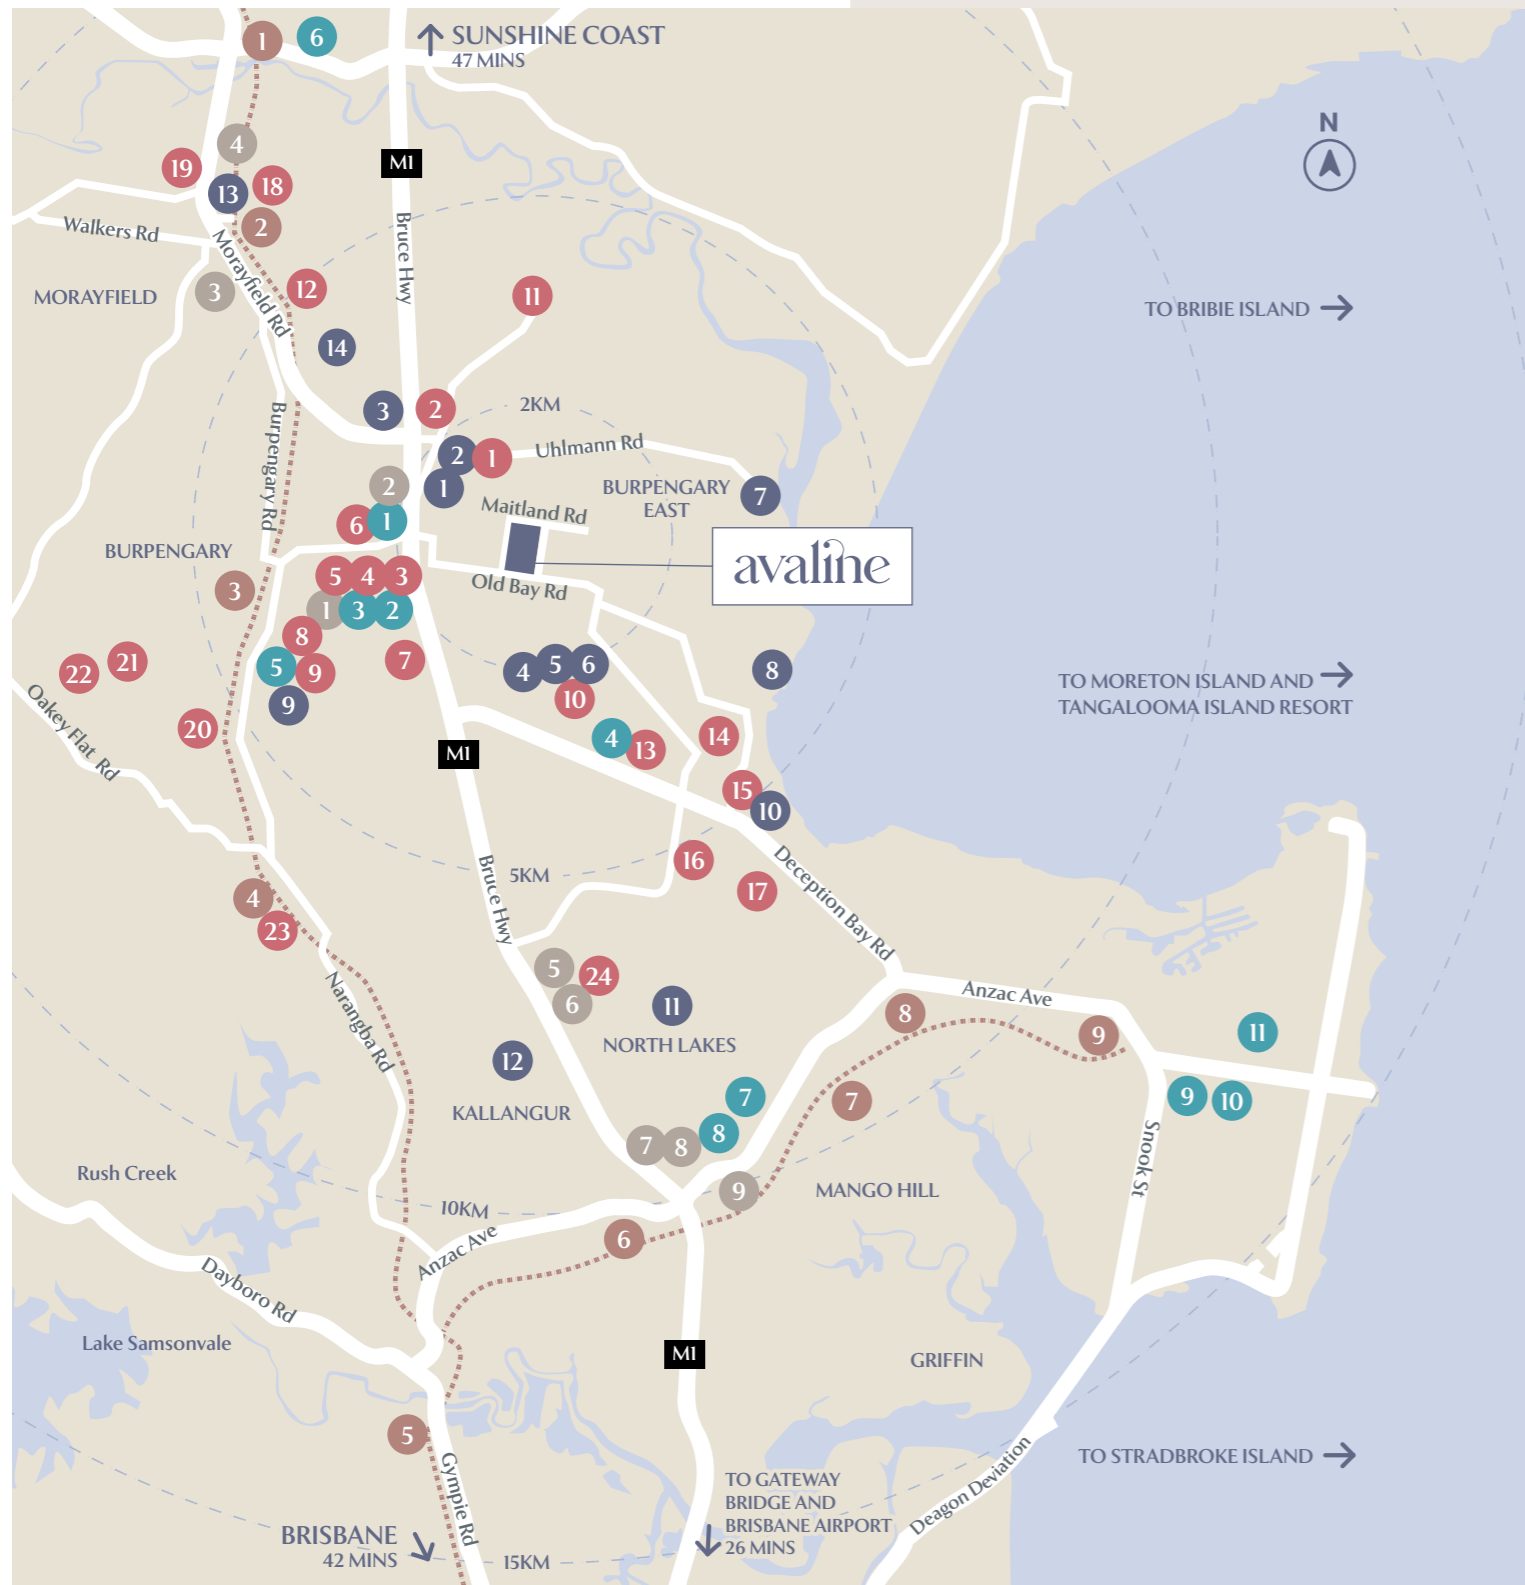 1
6
SUNSHINE COAST
47 MINS
4
19
13
18
M1
N
2
Walkers Rd
Bruce Hwy
Morayfield Rd
MORAYFIELD
3
12
11
TO BRIBIE ISLAND
14
3
2
2KM
Burpengary Rd
2
1
Uhlmann Rd
2
1
BURPENGARY
EAST
7
6
1
Maitland Rd
BURPENGARY
avaline
5
4
3
Old Bay Rd
3
1
3
2
8
22
21
5
9
7
4
5
6
8
TO MORETON ISLAND AND
TANGALOOMA ISLAND RESORT
9
10
Oakey Flat Rd
20
M1
4
13
14
15
10
5KM
16
17
Bruce Hwy
Deception Bay Rd
4
23
5
24
6
11
NORTH LAKES
Anzac Ave
8
9
11
Narangba Rd
12
KALLANGUR
7
8
7
9
10
7
8
Snook St
Rush Creek
10KM
9
MANGO HILL
Anzac Ave
6
Dayboro Rd
Lake Samsonvale
M1
GRIFFIN
5
Gympie Rd
TO STRADBROKE ISLAND
Deagon Deviation
TO GATEWAY
BRIDGE AND
BRISBANE AIRPORT
26 MINS
BRISBANE
42 MINS
15KM